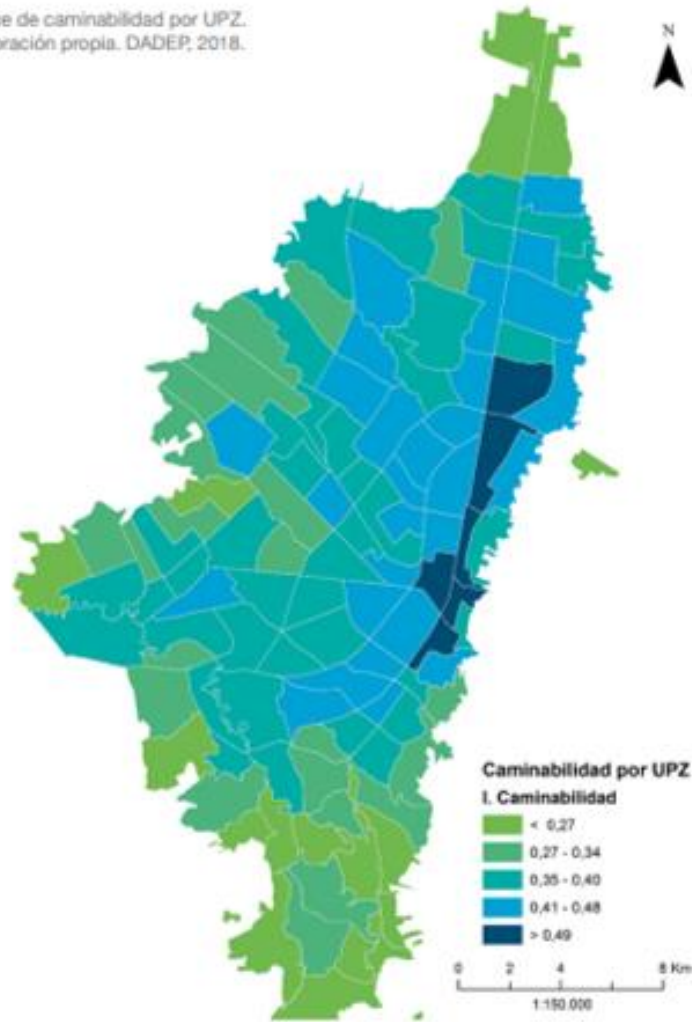 de caminabilidad por UPZ.
propia. DADEP, 2018.
N
Caminabilidad por UPZ
I. Caminabilidad
< 0,27
0,27 - 0,34
0,35 - 0,40
0,41 - 0,48
> 0,49
0 2 4 8 Km
1:150.000